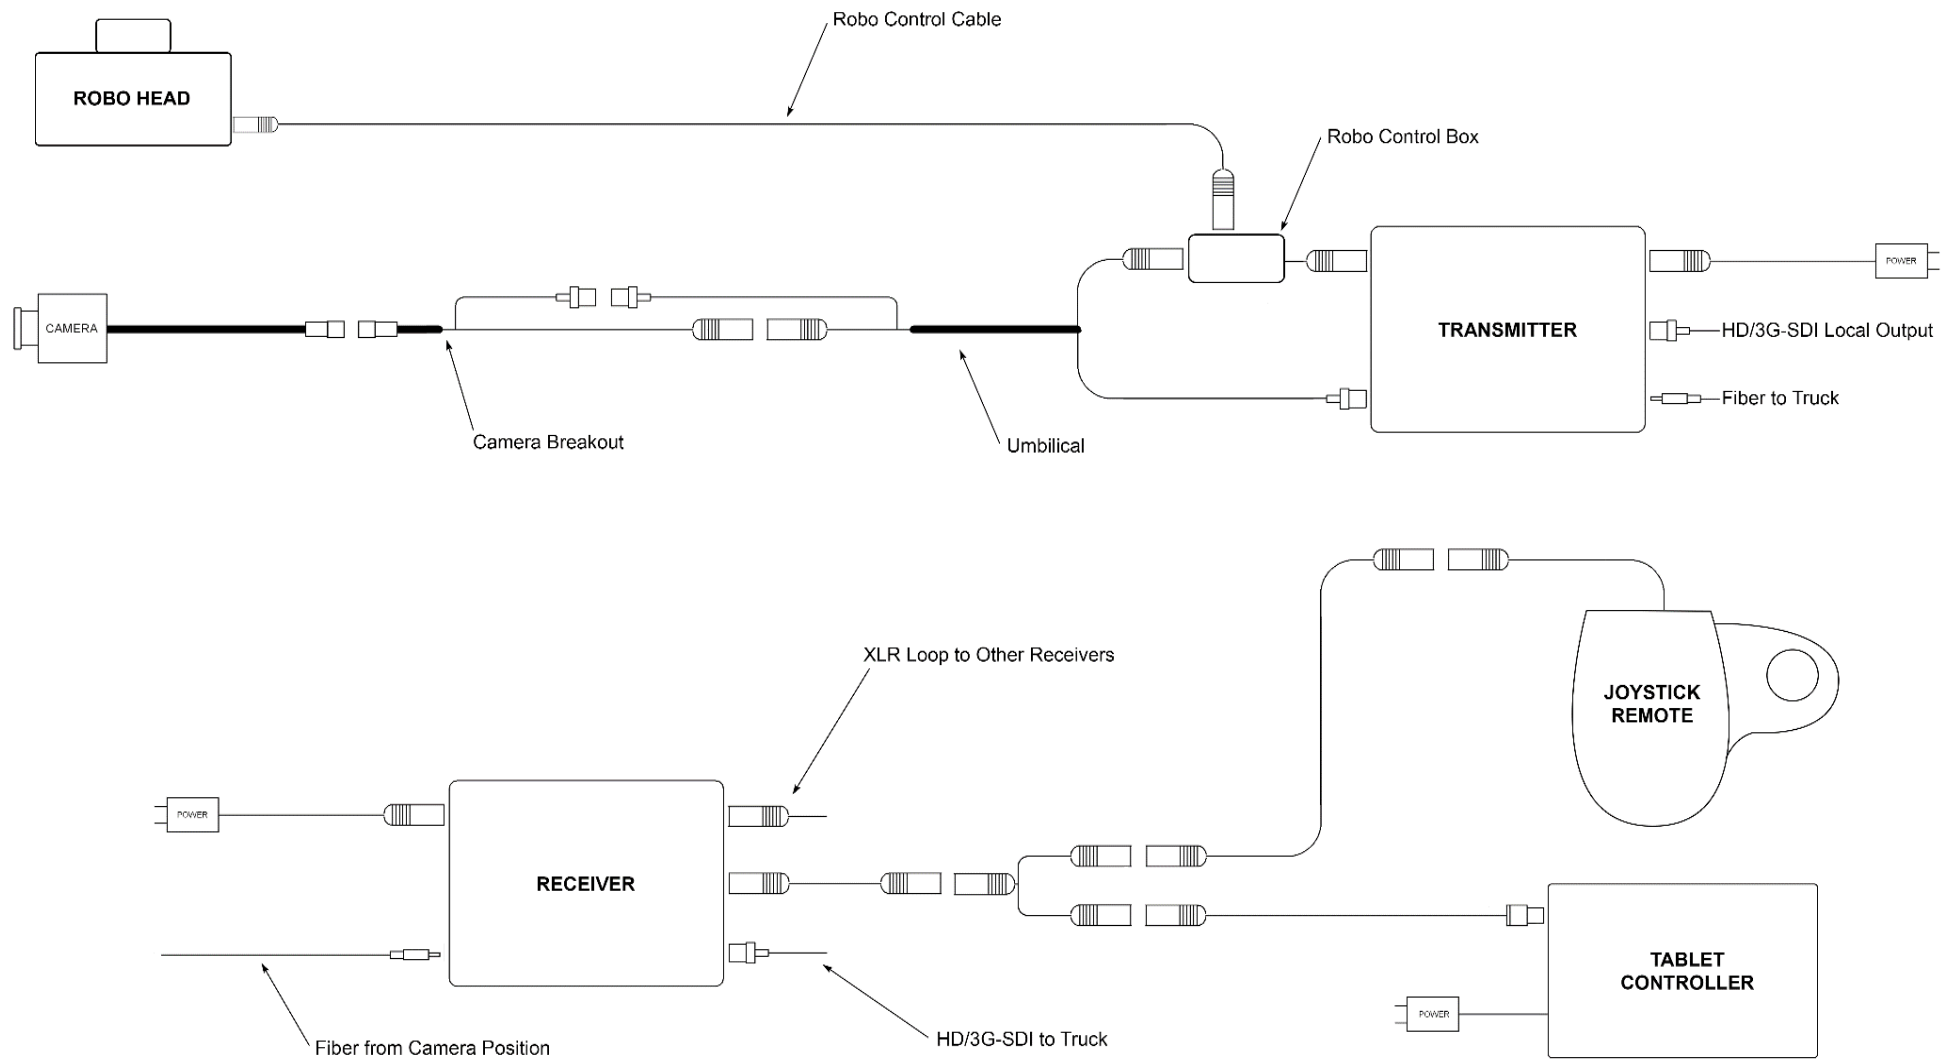 Robo Control Cable
ROBO HEAD
Robo Control Box
POWER
CAMERA
TRANSMITTER
HD/3G-SDI Local Output
Fiber to Truck
Camera Breakout
Umbilical
XLR Loop to Other Receivers
JOYSTICK
REMOTE
POWER
RECEIVER
TABLET
CONTROLLER
POWER
HD/3G-SDI to Truck
Fiber from Camera Position